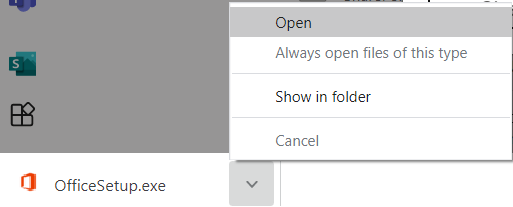 Open
Always open files of this type
Show in folder
Cancel
OfficeSetup.exe